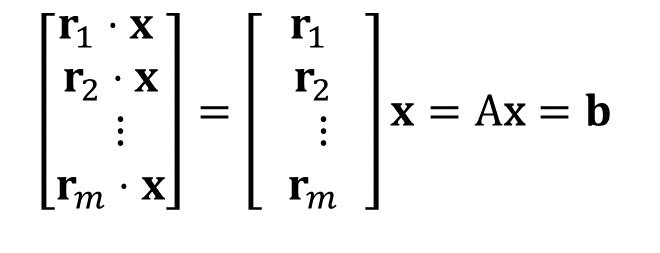 [r₁ · x] = [r₁] x = Ax = b
[r₂ · x] [r₂]
[⋮] [⋮]
[rₘ · x] [rₘ]